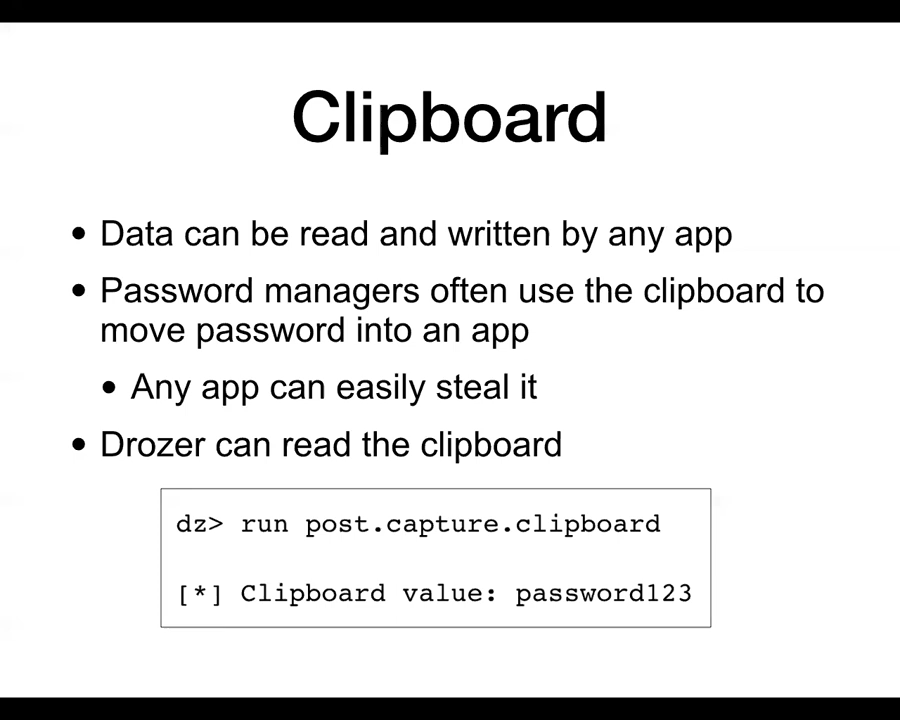 Clipboard
• Data can be read and written by any app
• Password managers often use the clipboard to
move password into an app
• Any app can easily steal it
• Drozer can read the clipboard
dz> run post.capture.clipboard
[*] Clipboard value: password123